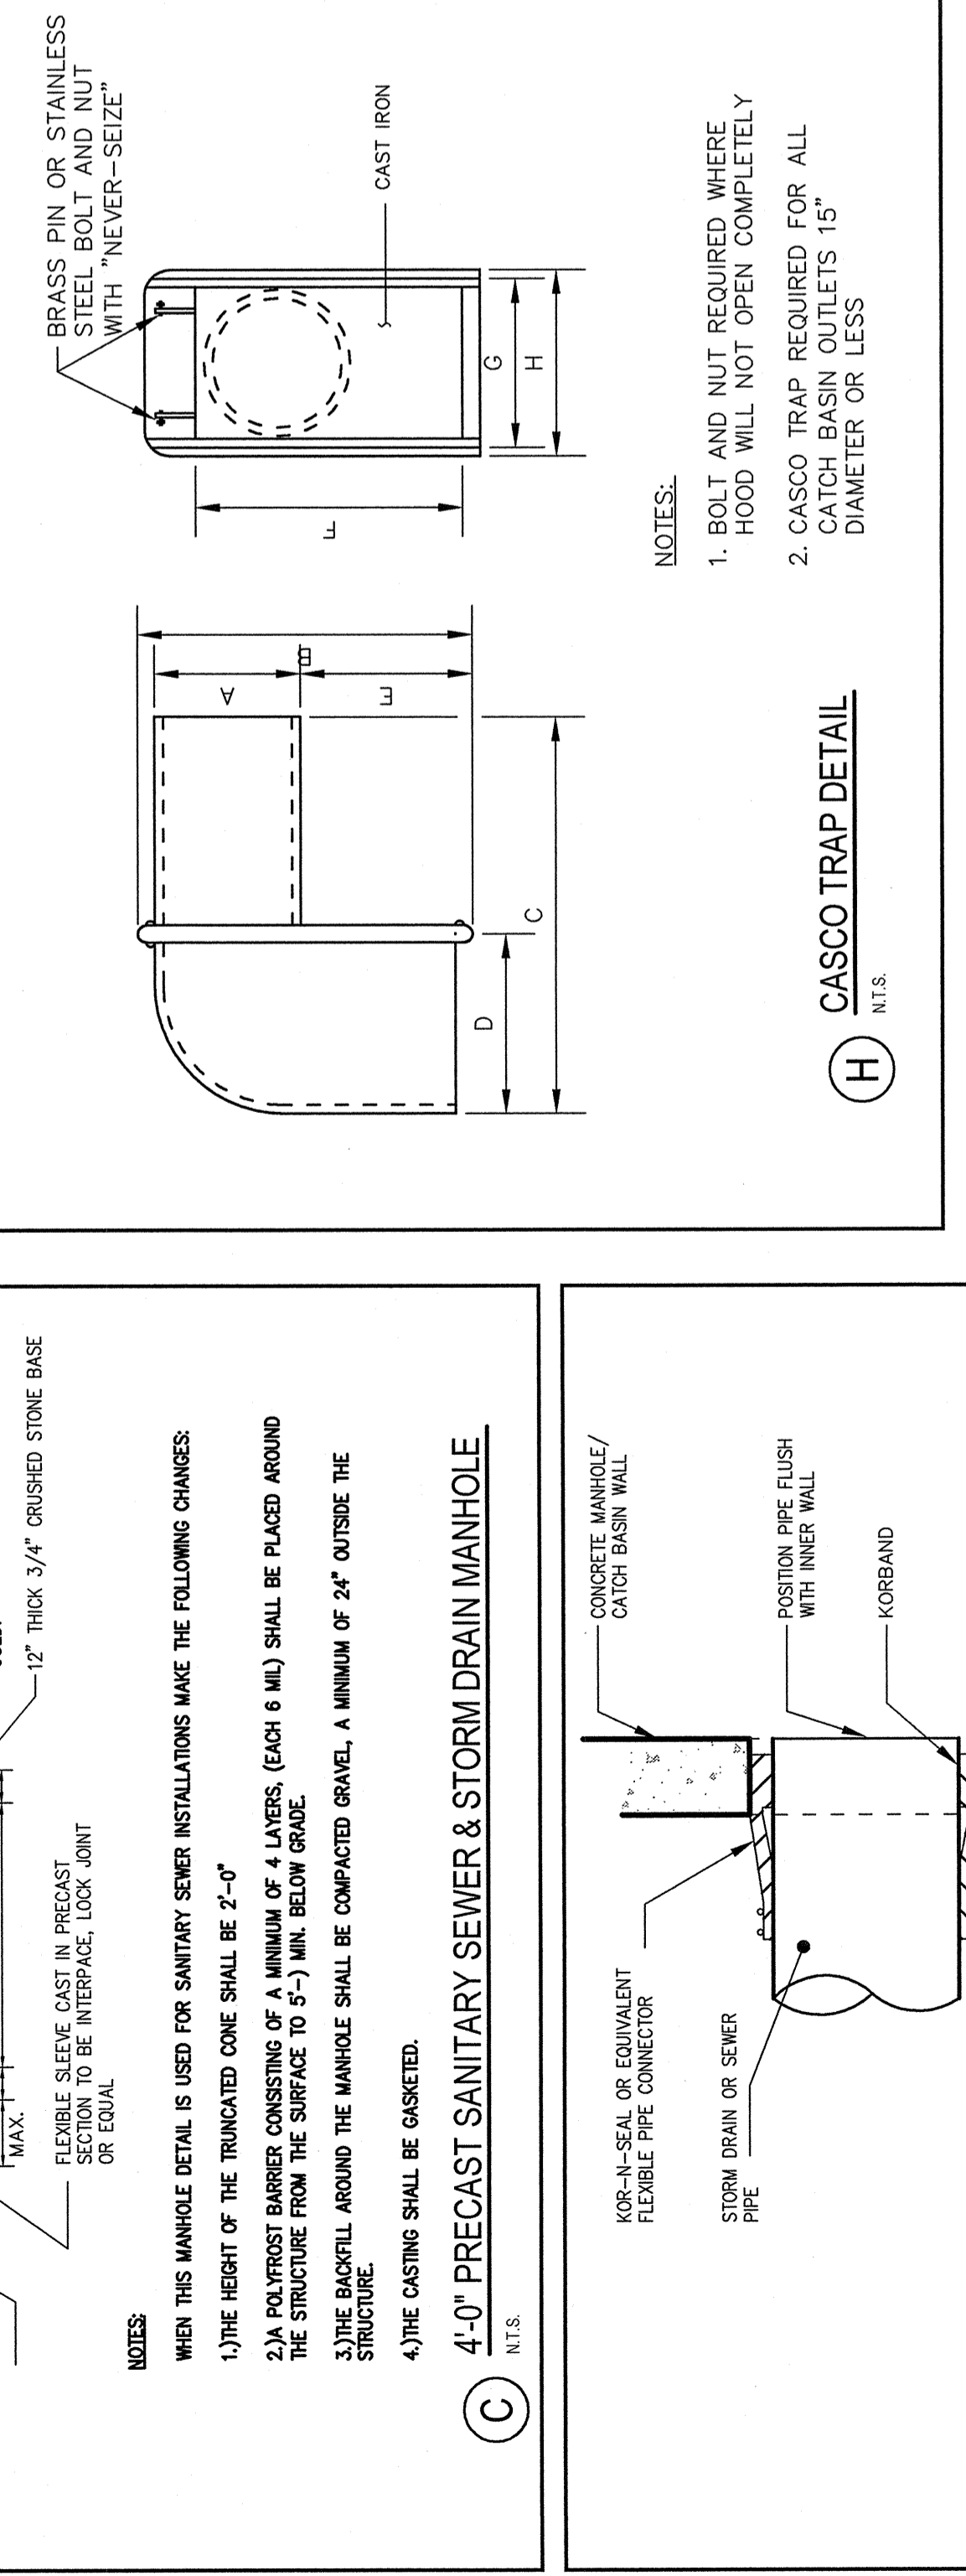 MAX.
FLEXIBLE SLEEVE CAST IN PRECAST
SECTION TO BE INTERPACE, LOCK JOINT
OR EQUAL
12" THICK 3/4" CRUSHED STONE BASE
NOTES:
WHEN THIS MANHOLE DETAIL IS USED FOR SANITARY SEWER INSTALLATIONS MAKE THE FOLLOWING CHANGES:
1.)THE HEIGHT OF THE TRUNCATED CONE SHALL BE 2'-0"
2.)A POLYFROST BARRIER CONSISTING OF A MINIMUM OF 4 LAYERS, (EACH 6 MIL) SHALL BE PLACED AROUND
THE STRUCTURE FROM THE SURFACE TO 5'-) MIN. BELOW GRADE.
3.)THE BACKFILL AROUND THE MANHOLE SHALL BE COMPACTED GRAVEL, A MINIMUM OF 24" OUTSIDE THE
STRUCTURE.
4.)THE CASTING SHALL BE GASKETED.
C
4'-0" PRECAST SANITARY SEWER & STORM DRAIN MANHOLE
N.T.S.
KOR-N-SEAL OR EQUIVALENT
FLEXIBLE PIPE CONNECTOR
STORM DRAIN OR SEWER
PIPE
CONCRETE MANHOLE/
CATCH BASIN WALL
POSITION PIPE FLUSH
WITH INNER WALL
KORBAND
A
B
E
D
C
BRASS PIN OR STAINLESS
STEEL BOLT AND NUT
WITH "NEVER-SEIZE"
CAST IRON
F
G
H
NOTES:
1. BOLT AND NUT REQUIRED WHERE
HOOD WILL NOT OPEN COMPLETELY
2. CASCO TRAP REQUIRED FOR ALL
CATCH BASIN OUTLETS 15"
DIAMETER OR LESS
H
CASCO TRAP DETAIL
N.T.S.